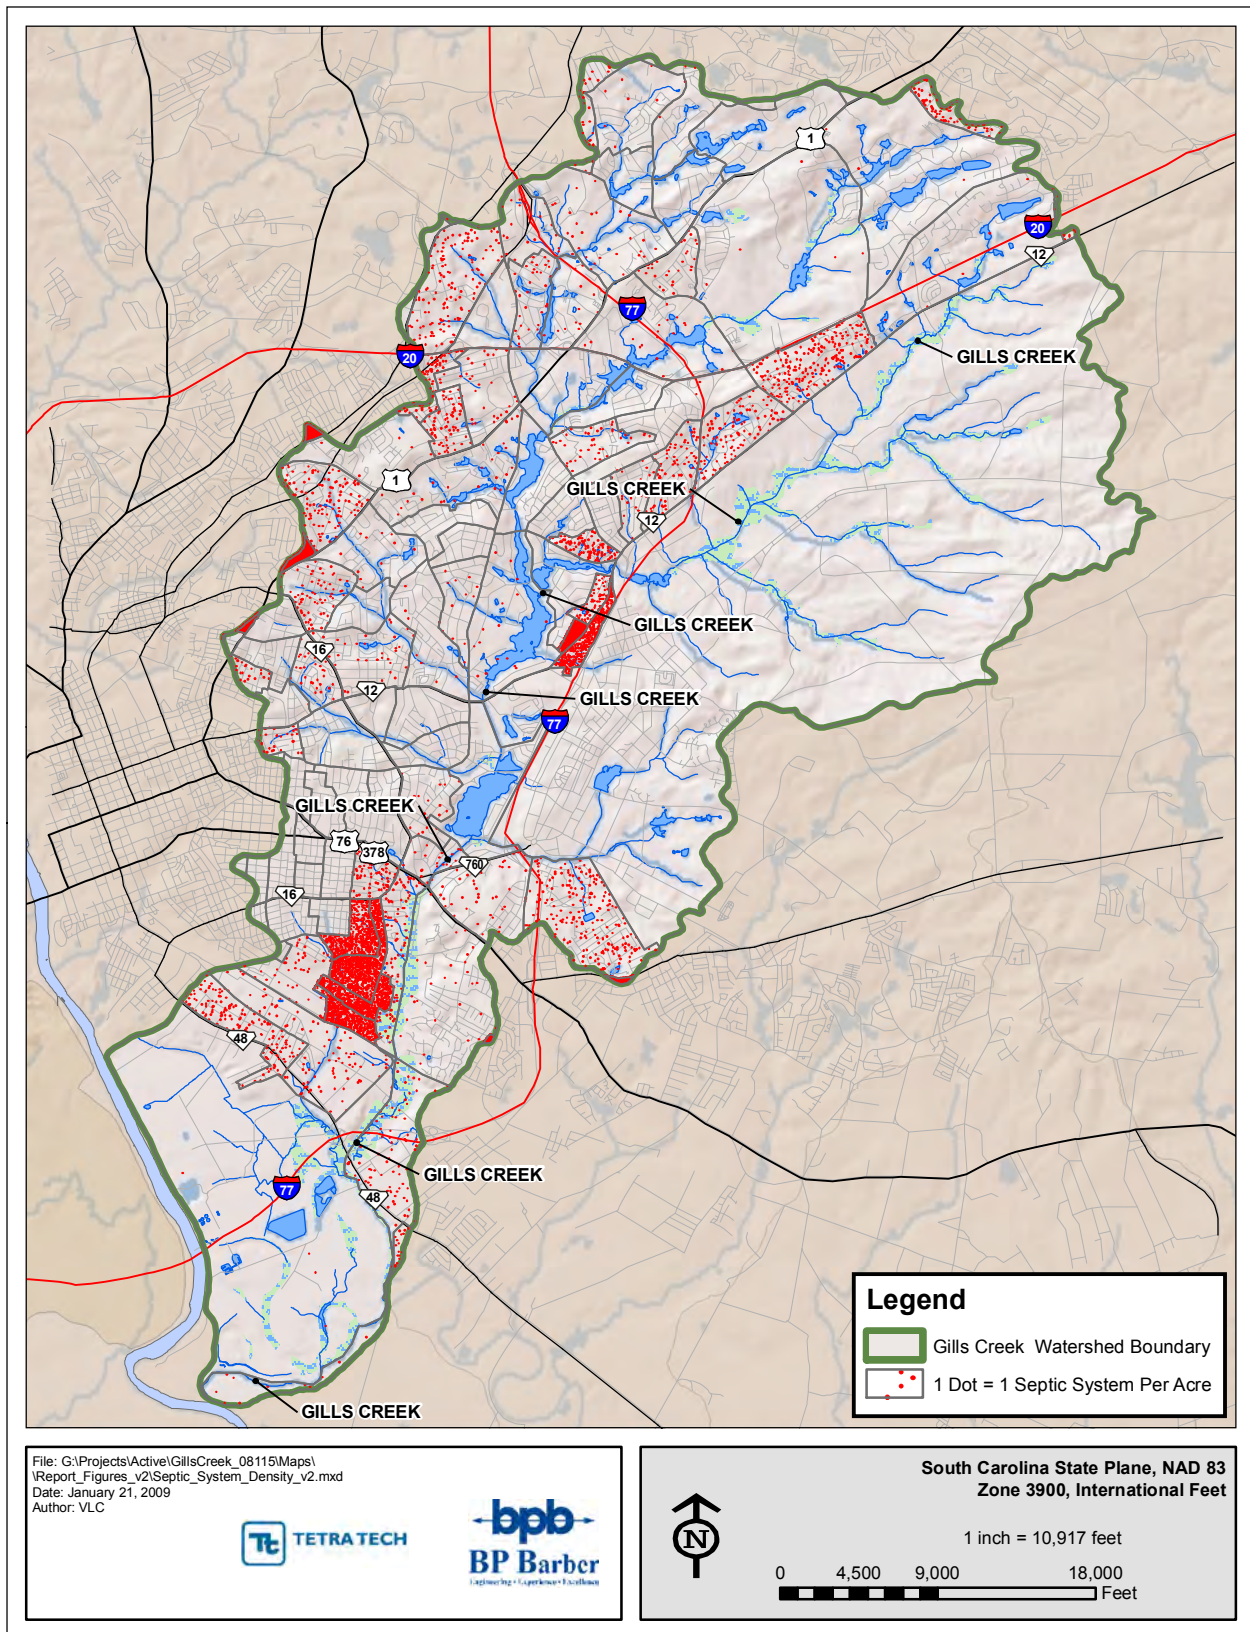 1
20
12
77
GILLS CREEK
20
1
GILLS CREEK
12
GILLS CREEK
16
12
GILLS CREEK
77
GILLS CREEK
76
378
760
16
48
GILLS CREEK
77
48
GILLS CREEK
Legend
Gills Creek Watershed Boundary
1 Dot = 1 Septic System Per Acre
File: G:\Projects\Active\GillsCreek_08115\Maps\
\Report_Figures_v2\Septic_System_Density_v2.mxd
Date: January 21, 2009
Author: VLC
Tt TETRA TECH
bpb
BP Barber
Engineering • Experience • Excellence
South Carolina State Plane, NAD 83
Zone 3900, International Feet
N
1 inch = 10,917 feet
0 4,500 9,000 18,000
Feet